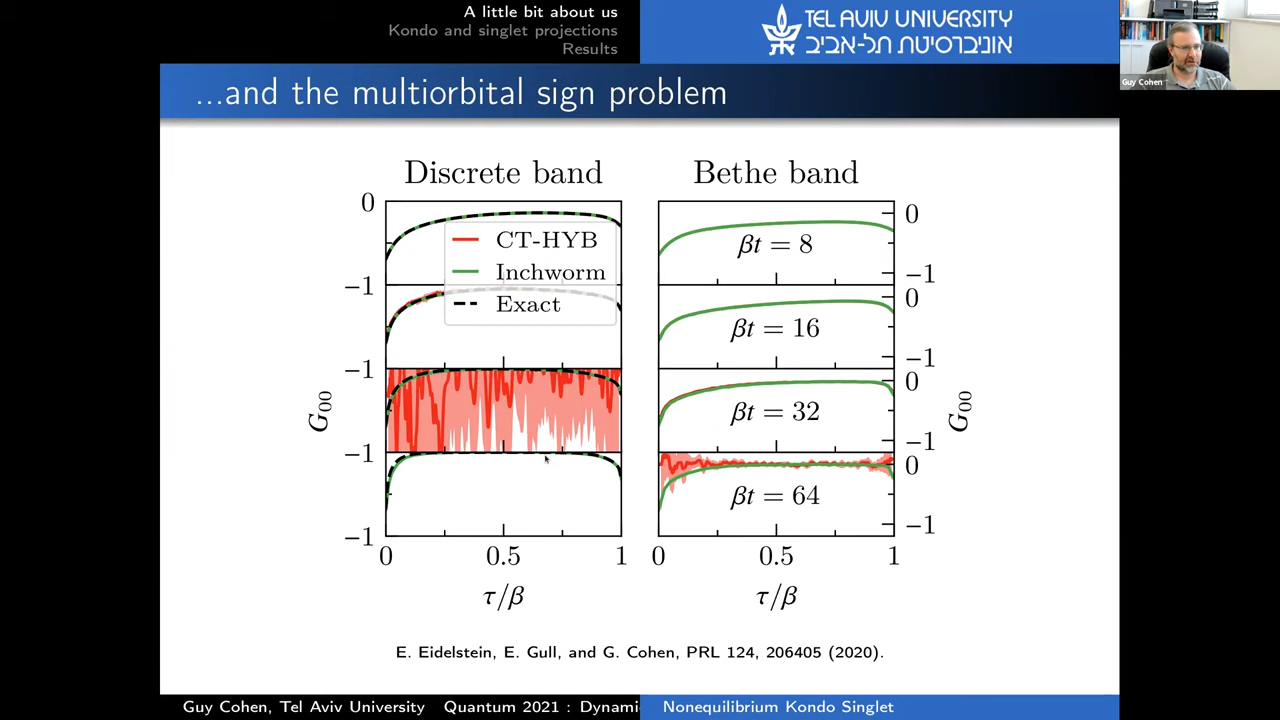 A little bit about us
Kondo and singlet projections
Results
TEL AVIV UNIVERSITY
אוניברסיטת תל-אביב
Guy Cohen
...and the multiorbital sign problem
Discrete band
Bethe band
0
CT-HYB
Inchworm
Exact
−1
−1
−1
−1
G00
0 0.5 1
τ/β
βt = 8
βt = 16
βt = 32
βt = 64
0
−1
0
−1
0
−1
0
−1
G00
0 0.5 1
τ/β
E. Eidelstein, E. Gull, and G. Cohen, PRL 124, 206405 (2020).
Guy Cohen, Tel Aviv University Quantum 2021 : Dynami
Nonequilibrium Kondo Singlet